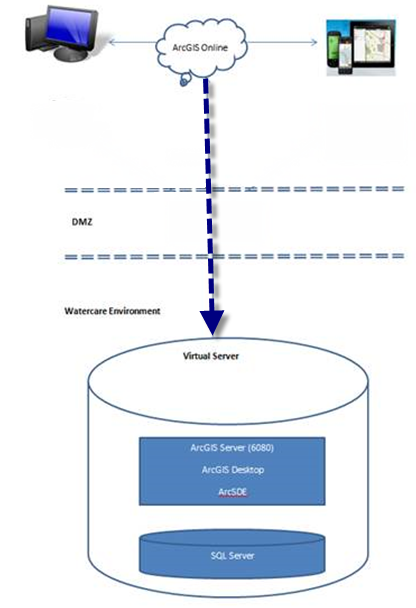 ArcGIS Online
DMZ
Watercare Environment
Virtual Server
ArcGIS Server (6080)
ArcGIS Desktop
ArcSDE
SQL Server